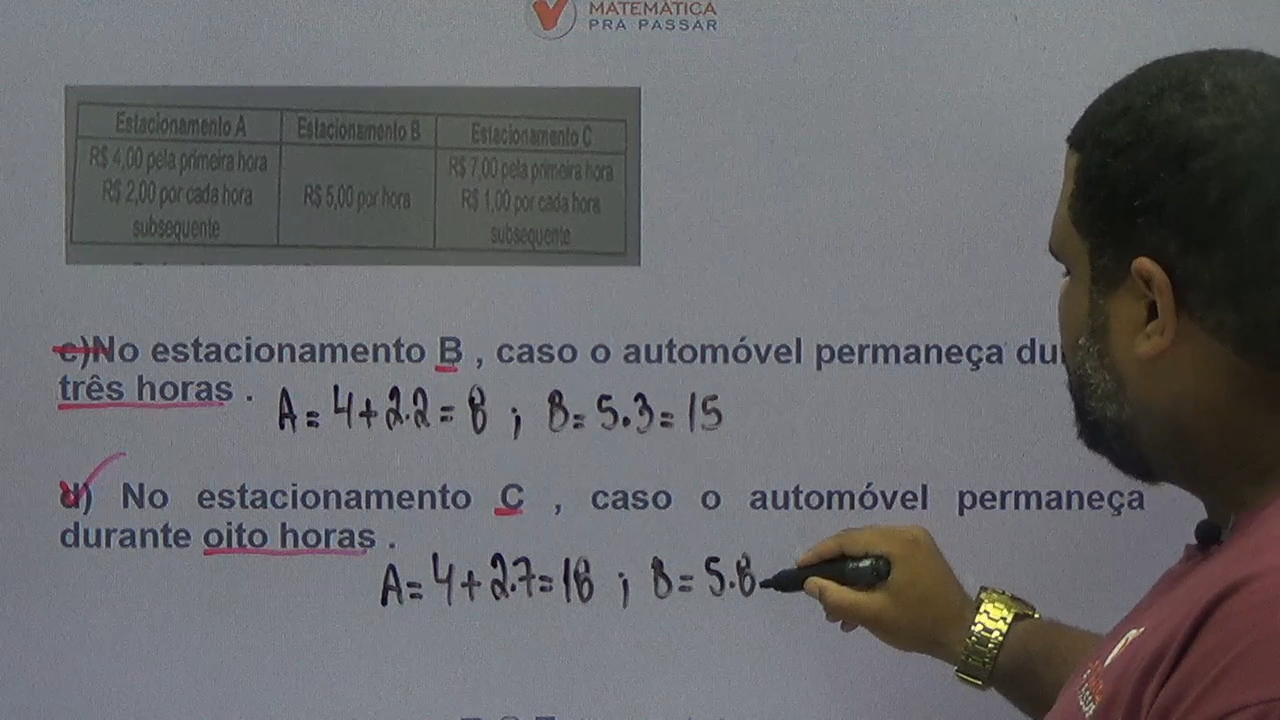 MATEMÁTICA
PRA PASSAR
Estacionamento A Estacionamento B Estacionamento C
R$ 4,00 pela primeira hora
R$ 2,00 por cada hora
subsequente
R$ 5,00 por hora
R$ 7,00 pela primeira hora
R$ 1,00 por cada hora
subsequente
c)No estacionamento B , caso o automóvel permaneça du
três horas .
A = 4+2.2 = 8 ; B = 5.3 = 15
d) No estacionamento C , caso o automóvel permaneça
durante oito horas .
A = 4+2.7 = 18 ; B = 5.8